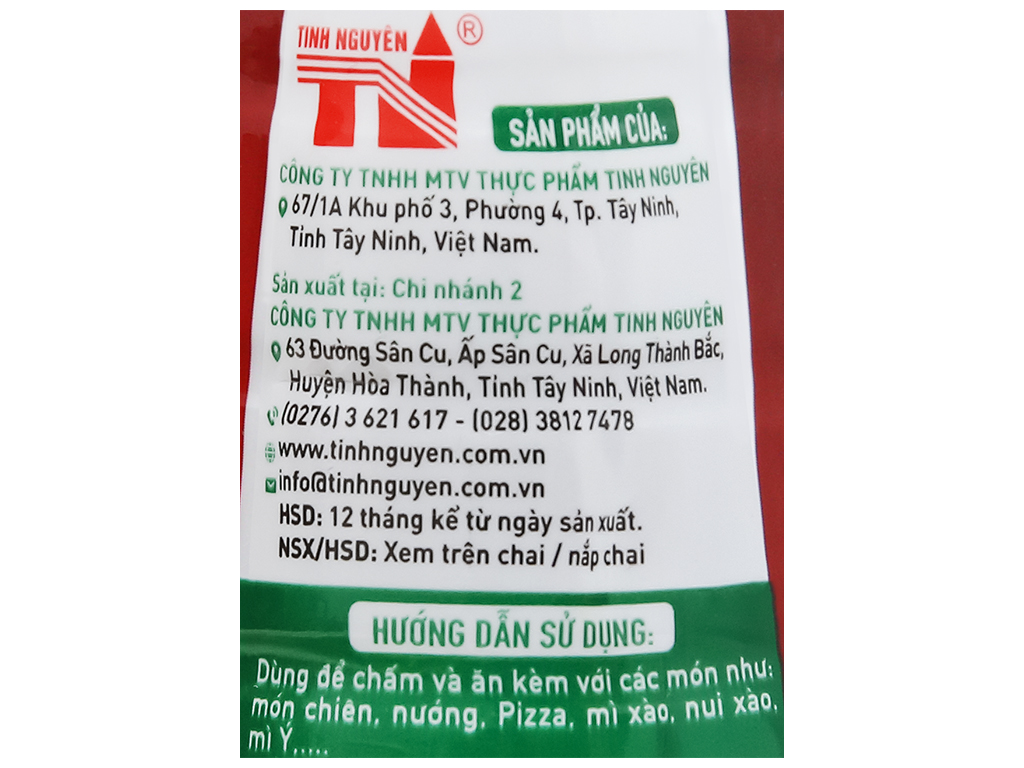 TINH NGUYÊN ®
TN
SẢN PHẨM CỦA:
CÔNG TY TNHH MTV THỰC PHẨM TINH NGUYÊN
67/1A Khu phố 3, Phường 4, Tp. Tây Ninh,
Tỉnh Tây Ninh, Việt Nam.
Sản xuất tại: Chi nhánh 2
CÔNG TY TNHH MTV THỰC PHẨM TINH NGUYÊN
63 Đường Sân Cu, Ấp Sân Cu, Xã Long Thành Bắc,
Huyện Hòa Thành, Tỉnh Tây Ninh, Việt Nam.
(0276) 3 621 617 - (028) 3812 7478
www.tinhnguyen.com.vn
info@tinhnguyen.com.vn
HSD: 12 tháng kể từ ngày sản xuất.
NSX/HSD: Xem trên chai / nắp chai
HƯỚNG DẪN SỬ DỤNG:
Dùng để chấm và ăn kèm với các món như:
món chiên, nướng, Pizza, mì xào, nui xào,
mì Ý,.....